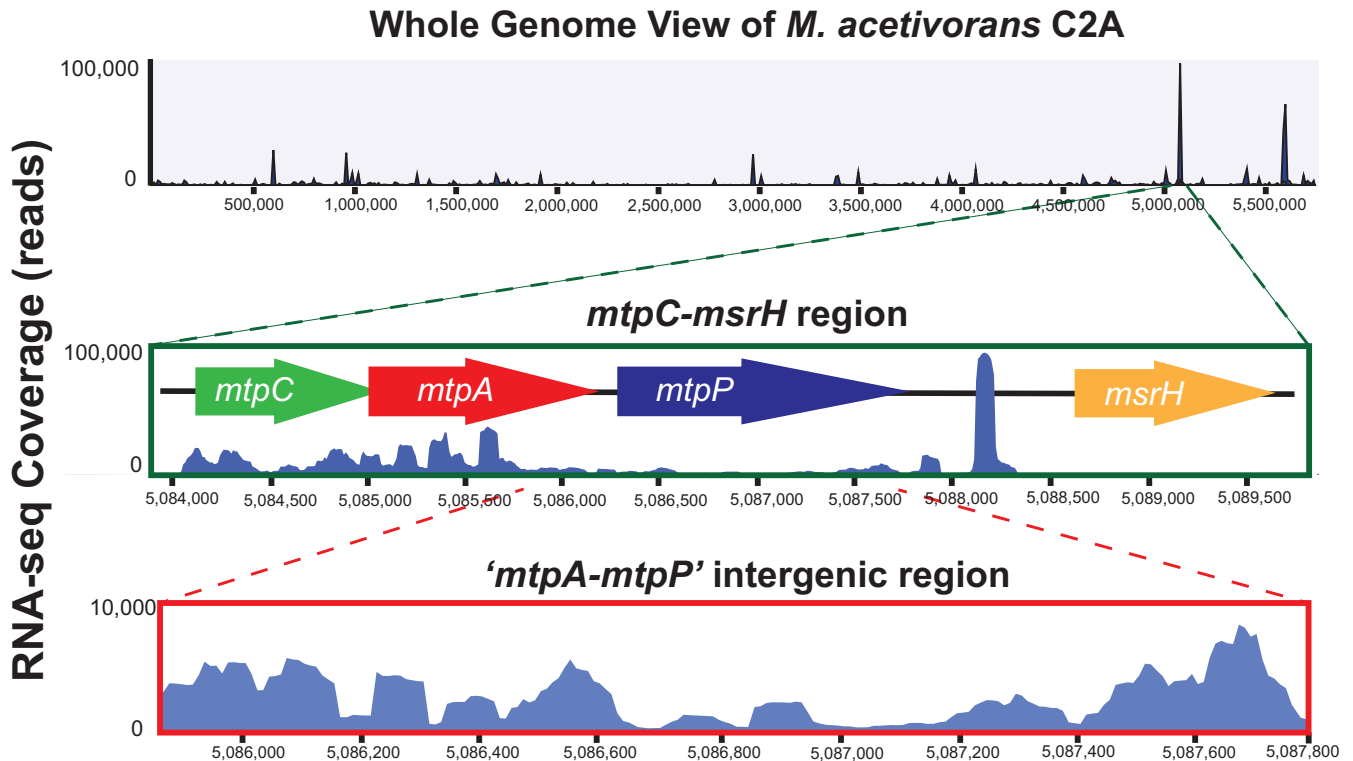 Whole Genome View of M. acetivorans C2A
RNA-seq Coverage (reads)
100,000
0
500,000 1,000,000 1,500,000 2,000,000 2,500,000 3,000,000 3,500,000 4,000,000 4,500,000 5,000,000 5,500,000
mtpC-msrH region
100,000
mtpC mtpA mtpP msrH
0
5,084,000 5,084,500 5,085,000 5,085,500 5,086,000 5,086,500 5,087,000 5,087,500 5,088,000 5,088,500 5,089,000 5,089,500
‘mtpA-mtpP’ intergenic region
10,000
0
5,086,000 5,086,200 5,086,400 5,086,600 5,086,800 5,087,000 5,087,200 5,087,400 5,087,600 5,087,800